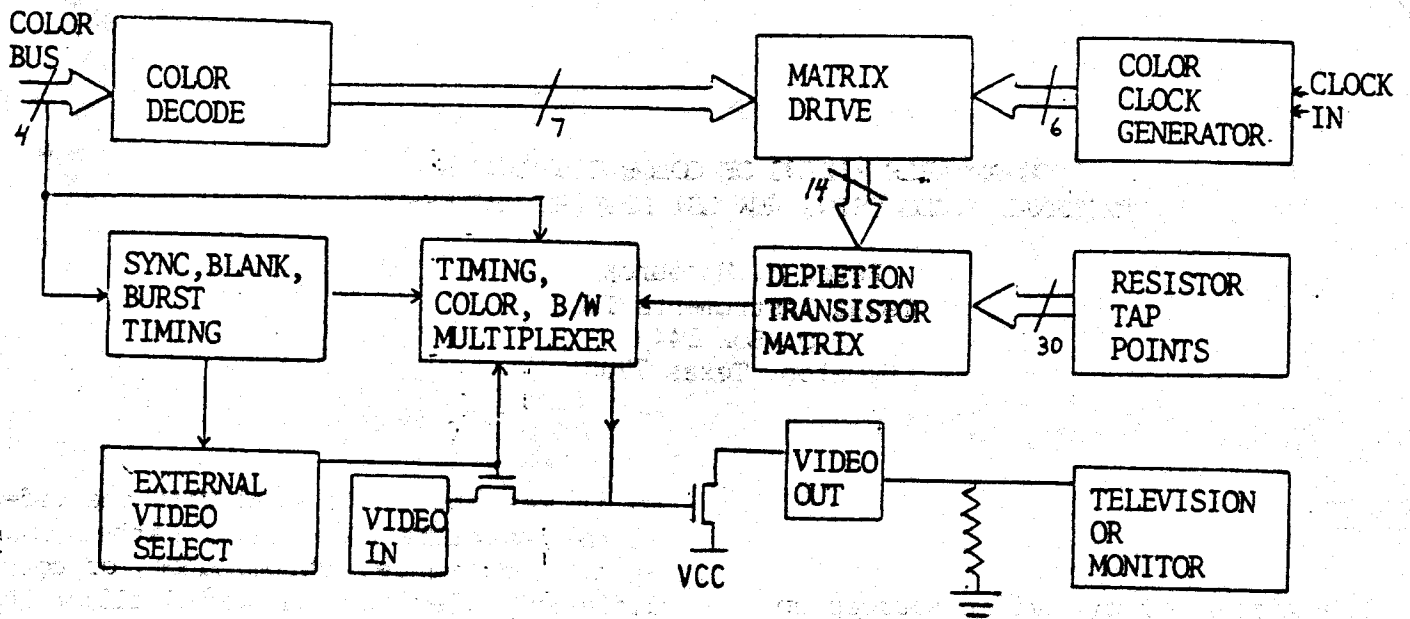 COLOR
BUS
4
COLOR
DECODE
7
MATRIX
DRIVE
6
COLOR
CLOCK
GENERATOR
CLOCK
IN
14
SYNC, BLANK,
BURST
TIMING
TIMING,
COLOR, B/W
MULTIPLEXER
DEPLETION
TRANSISTOR
MATRIX
30
RESISTOR
TAP
POINTS
EXTERNAL
VIDEO
SELECT
VIDEO
IN
VCC
VIDEO
OUT
TELEVISION
OR
MONITOR